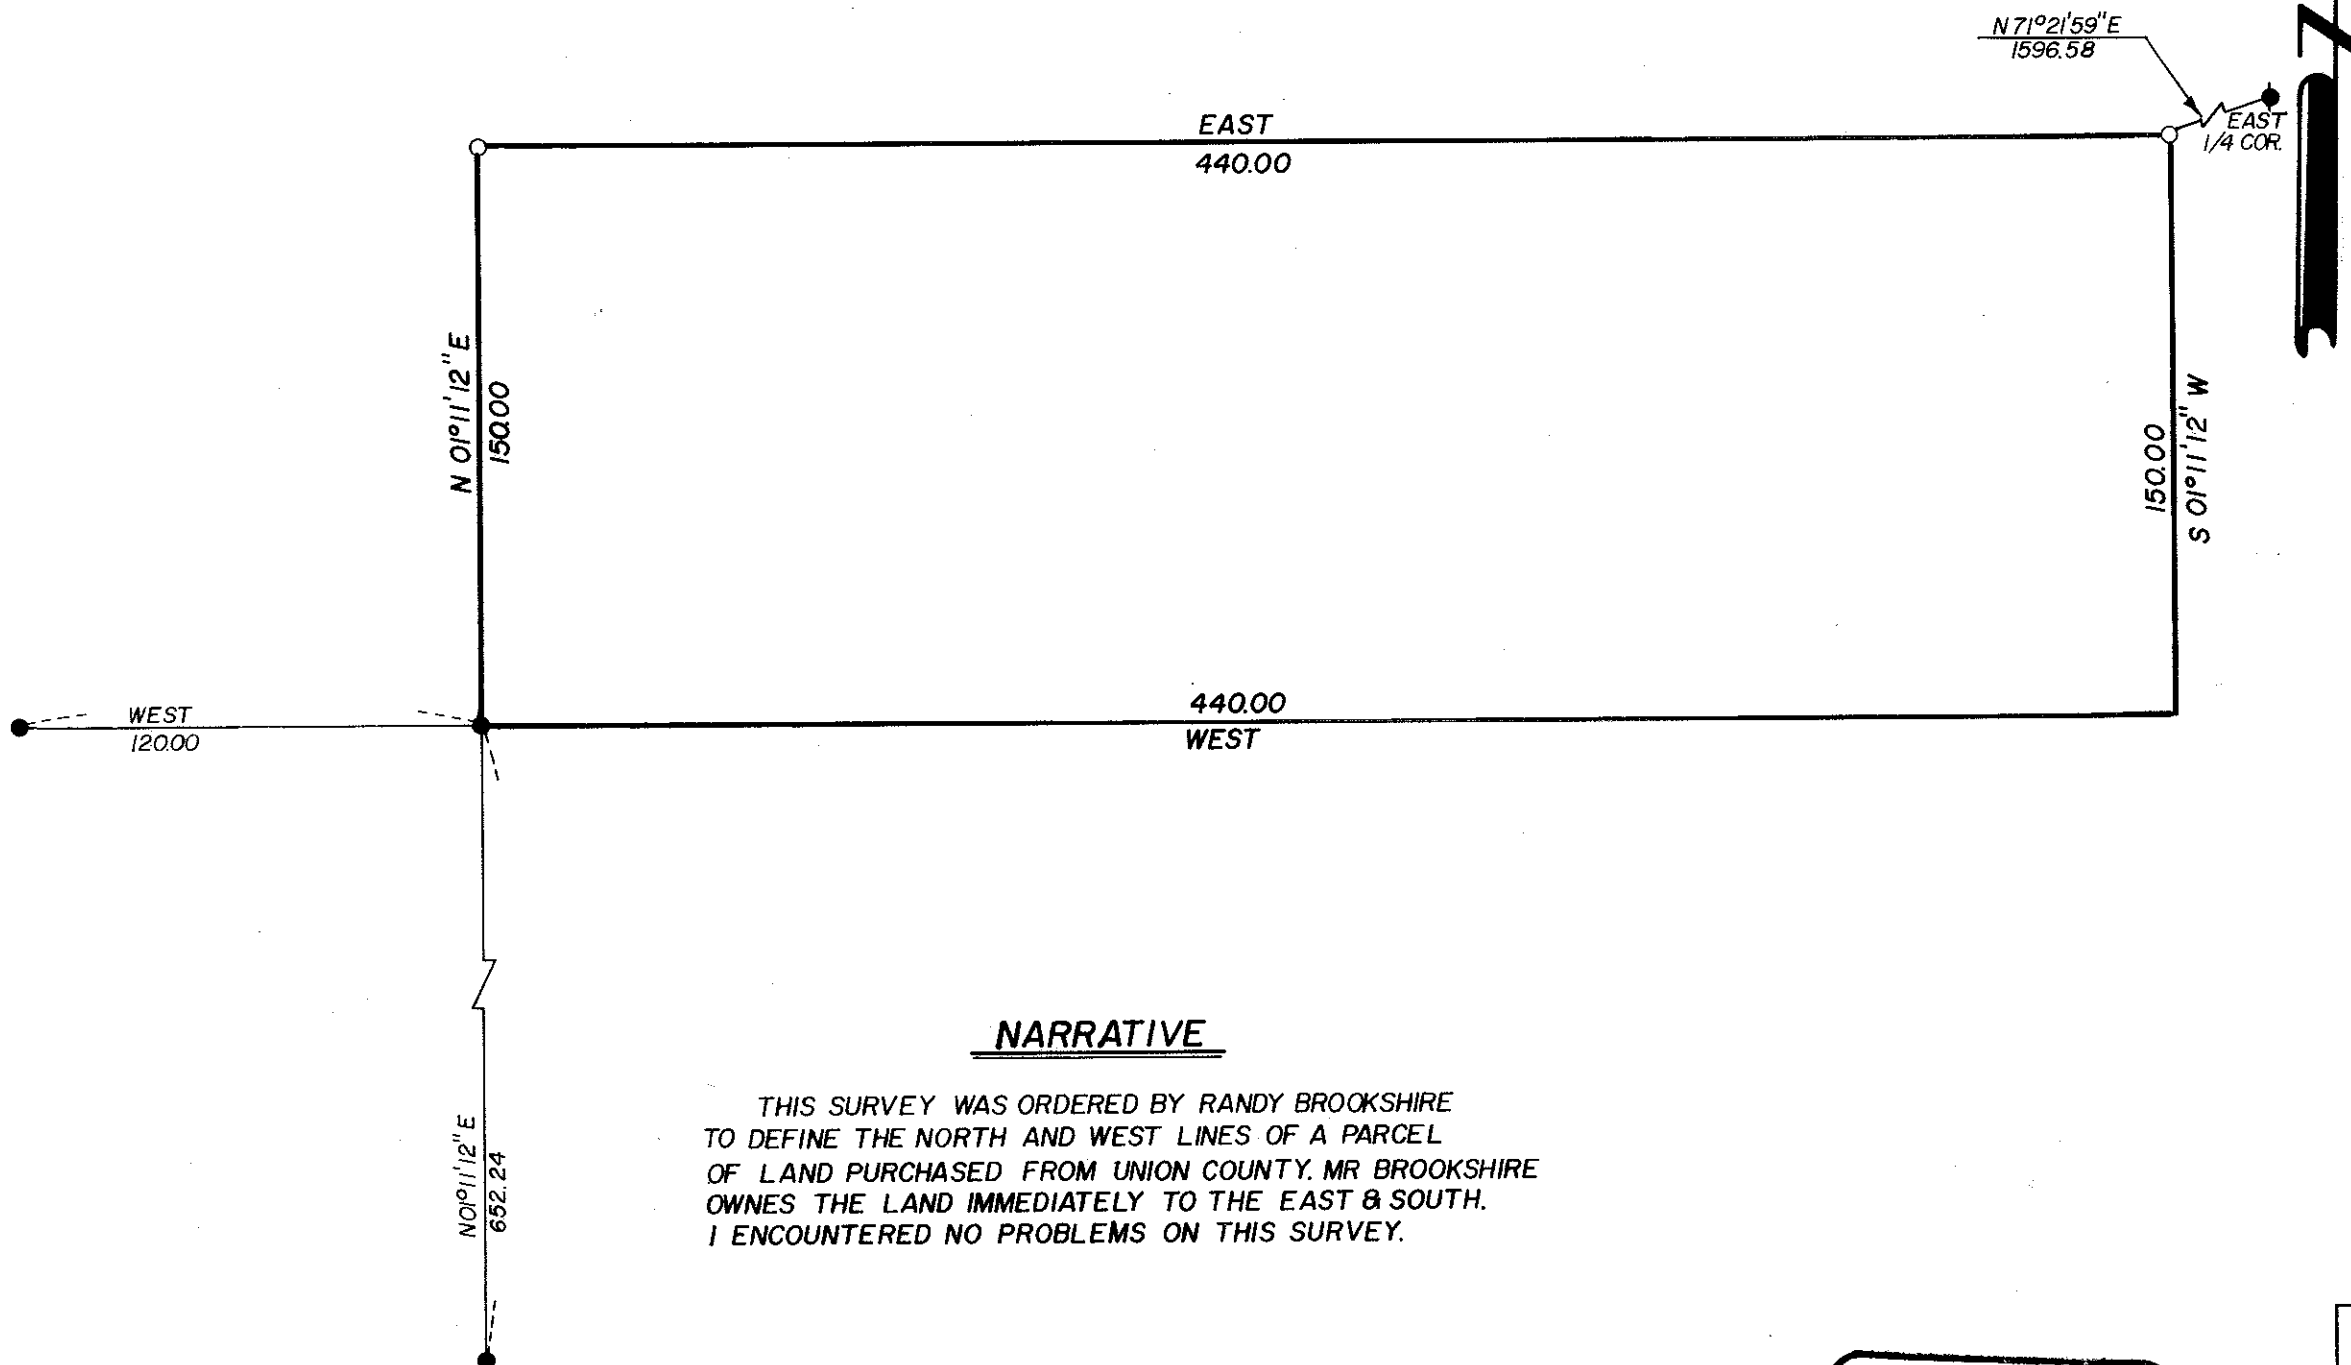 N 71°21'59" E
1596.58
EAST
1/4 COR.
EAST
440.00
N 01°11'12" E
150.00
150.00
S 01°11'12" W
440.00
WEST
WEST
120.00
N01°11'12" E
652.24
NARRATIVE
THIS SURVEY WAS ORDERED BY RANDY BROOKSHIRE
TO DEFINE THE NORTH AND WEST LINES OF A PARCEL
OF LAND PURCHASED FROM UNION COUNTY. MR BROOKSHIRE
OWNES THE LAND IMMEDIATELY TO THE EAST & SOUTH.
I ENCOUNTERED NO PROBLEMS ON THIS SURVEY.